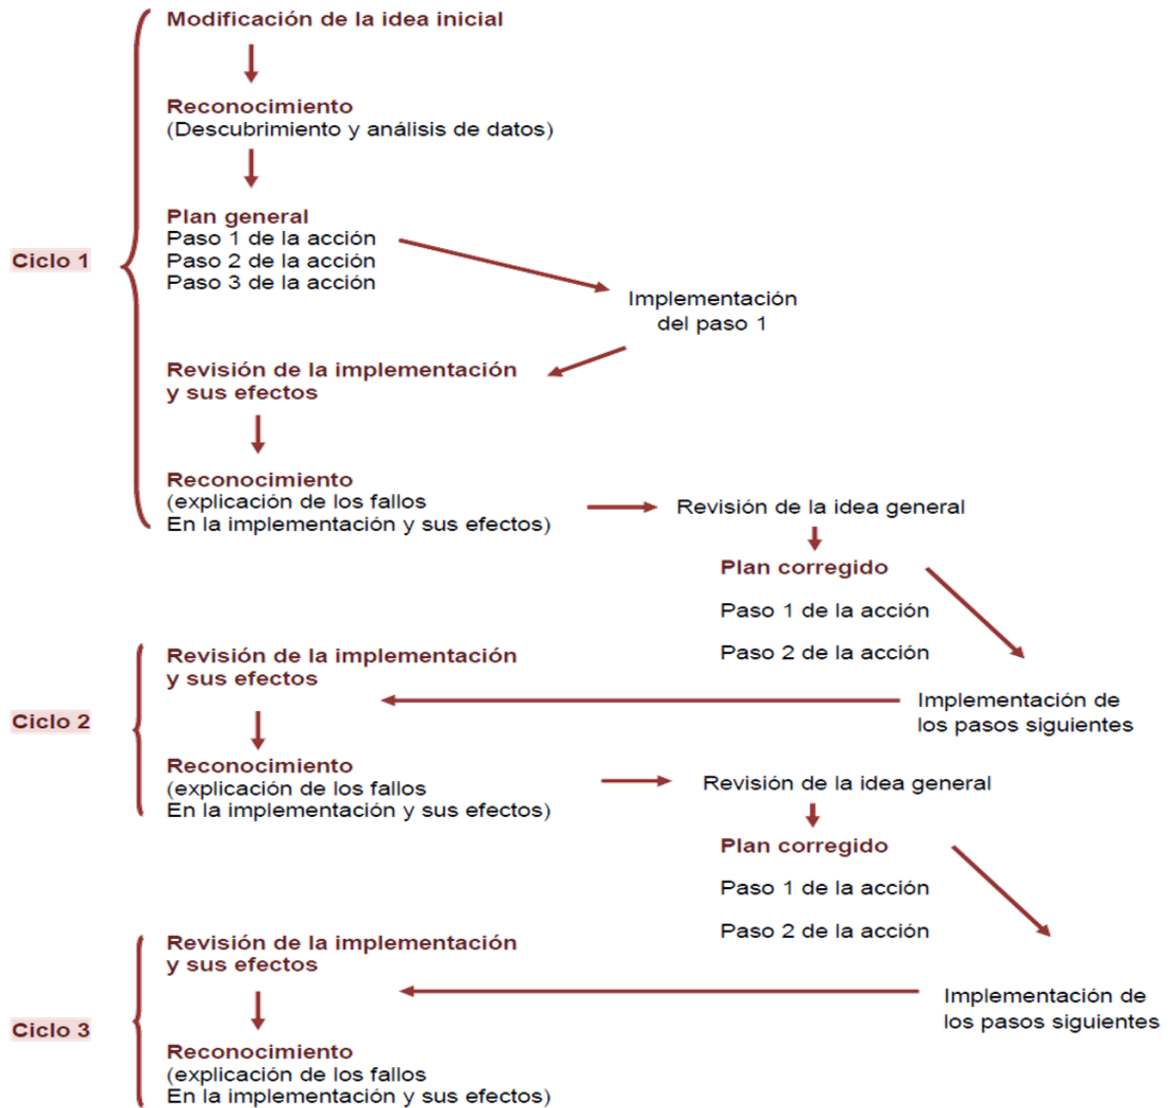 Modificación de la idea inicial
Reconocimiento
(Descubrimiento y análisis de datos)
Plan general
Paso 1 de la acción
Paso 2 de la acción
Paso 3 de la acción
Ciclo 1
Implementación
del paso 1
Revisión de la implementación
y sus efectos
Reconocimiento
(explicación de los fallos
En la implementación y sus efectos)
Revisión de la idea general
Plan corregido
Paso 1 de la acción
Paso 2 de la acción
Implementación de
los pasos siguientes
Ciclo 2
Revisión de la implementación
y sus efectos
Reconocimiento
(explicación de los fallos
En la implementación y sus efectos)
Revisión de la idea general
Plan corregido
Paso 1 de la acción
Paso 2 de la acción
Implementación de
los pasos siguientes
Ciclo 3
Revisión de la implementación
y sus efectos
Reconocimiento
(explicación de los fallos
En la implementación y sus efectos)